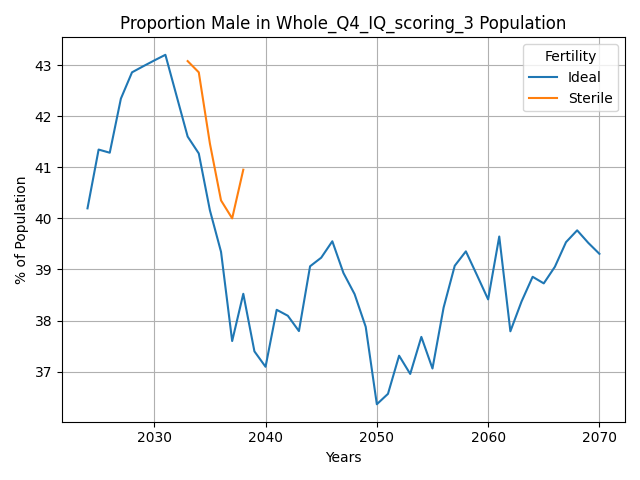 Proportion Male in Whole_Q4_IQ_scoring_3 Population
Fertility
Ideal
Sterile
% of Population
43
42
41
40
39
38
37
2030
2040
2050
2060
2070
Years